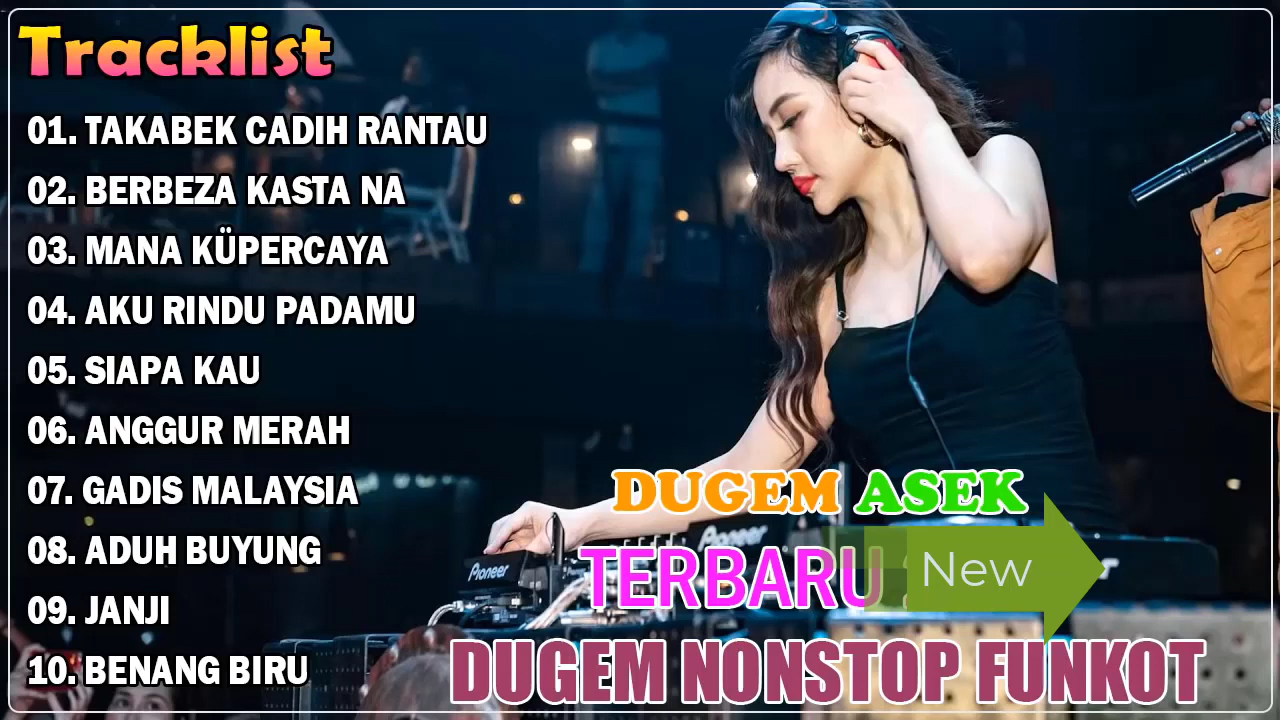 Tracklist
01. TAKABEK CADIH RANTAU
02. BERBEZA KASTA NA
03. MANA KÜPERCAYA
04. AKU RINDU PADAMU
05. SIAPA KAU
06. ANGGUR MERAH
07. GADIS MALAYSIA
08. ADUH BUYUNG
09. JANJI
10. BENANG BIRU
DUGEM ASEK
Pioneer
Pioneer
TERBARU
New
DUGEM NONSTOP FUNKOT